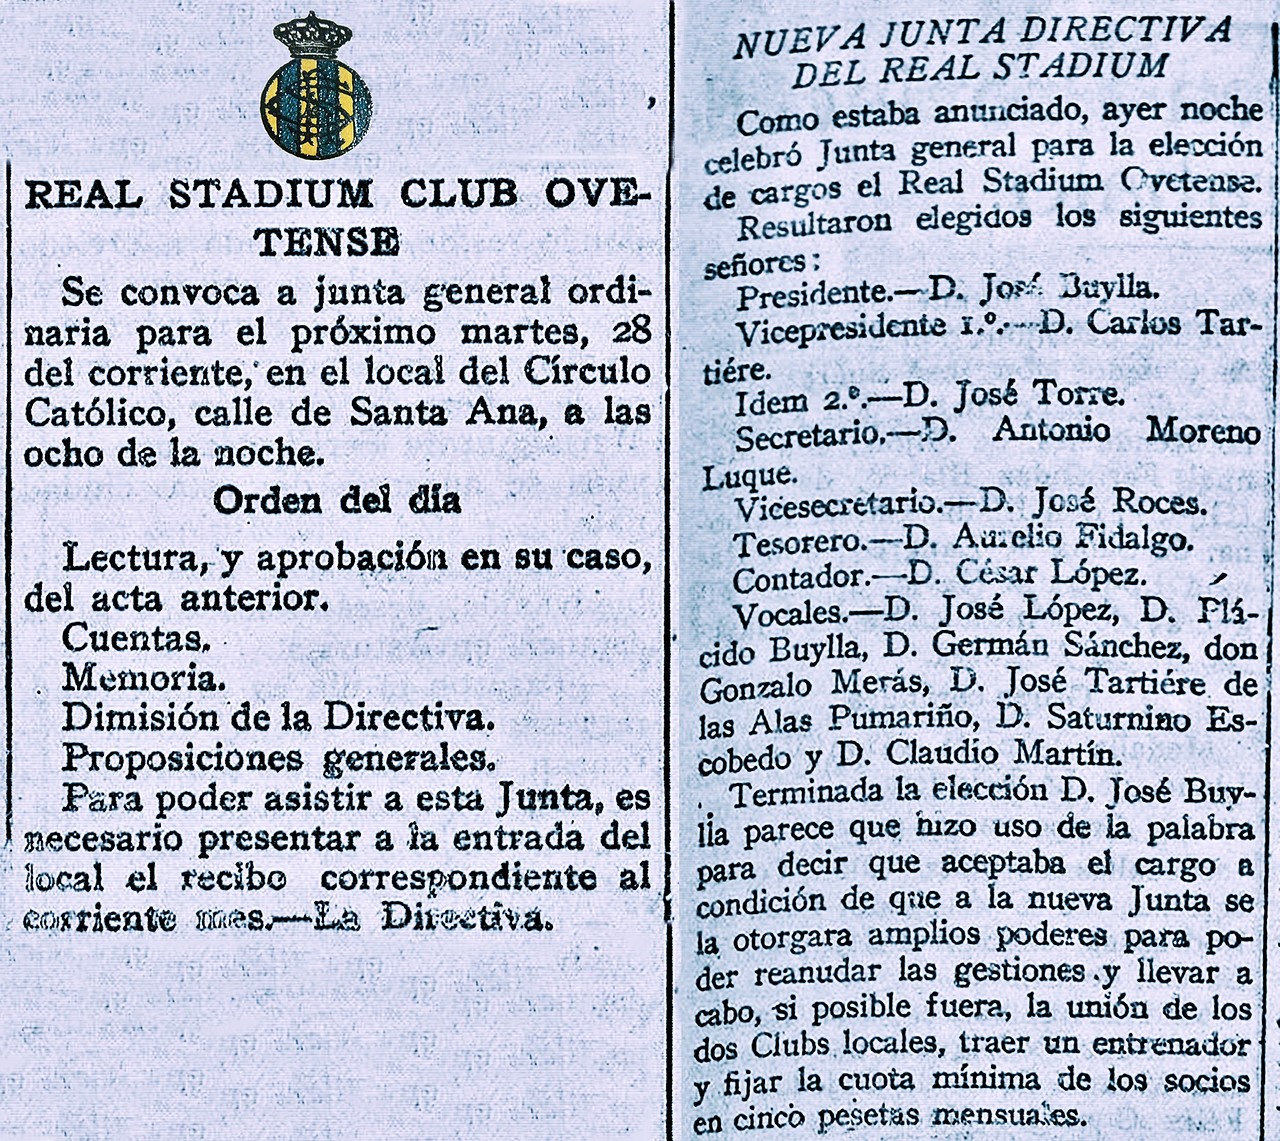 REAL STADIUM CLUB OVE-
TENSE
Se convoca a junta general ordi-
naria para el próximo martes, 28
del corriente, en el local del Círculo
Católico, calle de Santa Ana, a las
ocho de la noche.
Orden del día
Lectura, y aprobación en su caso,
del acta anterior.
Cuentas.
Memoria.
Dimisión de la Directiva.
Proposiciones generales.
Para poder asistir a esta Junta, es
necesario presentar a la entrada del
local el recibo correspondiente al
corriente mes.—La Directiva.
NUEVA JUNTA DIRECTIVA
DEL REAL STADIUM
Como estaba anunciado, ayer noche
celebró Junta general para la elección
de cargos el Real Stadium Ovetense.
Resultaron elegidos los siguientes
señores:
Presidente.—D. José Buylla.
Vicepresidente 1.º.—D. Carlos Tar-
tiére.
Idem 2.º.—D. José Torre.
Secretario.—D. Antonio Moreno
Luque.
Vicesecretario.—D. José Roces.
Tesorero.—D. Aurelio Fidalgo.
Contador.—D. César López.
Vocales.—D. José López, D. Plá-
cido Buylla, D. Germán Sánchez, don
Gonzalo Merás, D. José Tartiére de
las Alas Pumariño, D. Saturnino Es-
cobedo y D. Claudio Martín.
Terminada la elección D. José Buy-
lla parece que hizo uso de la palabra
para decir que aceptaba el cargo a
condición de que a la nueva Junta se
la otorgara amplios poderes para po-
der reanudar las gestiones y llevar a
cabo, si posible fuera, la unión de los
dos Clubs locales, traer un entrenador
y fijar la cuota mínima de los socios
en cinco pesetas mensuales.